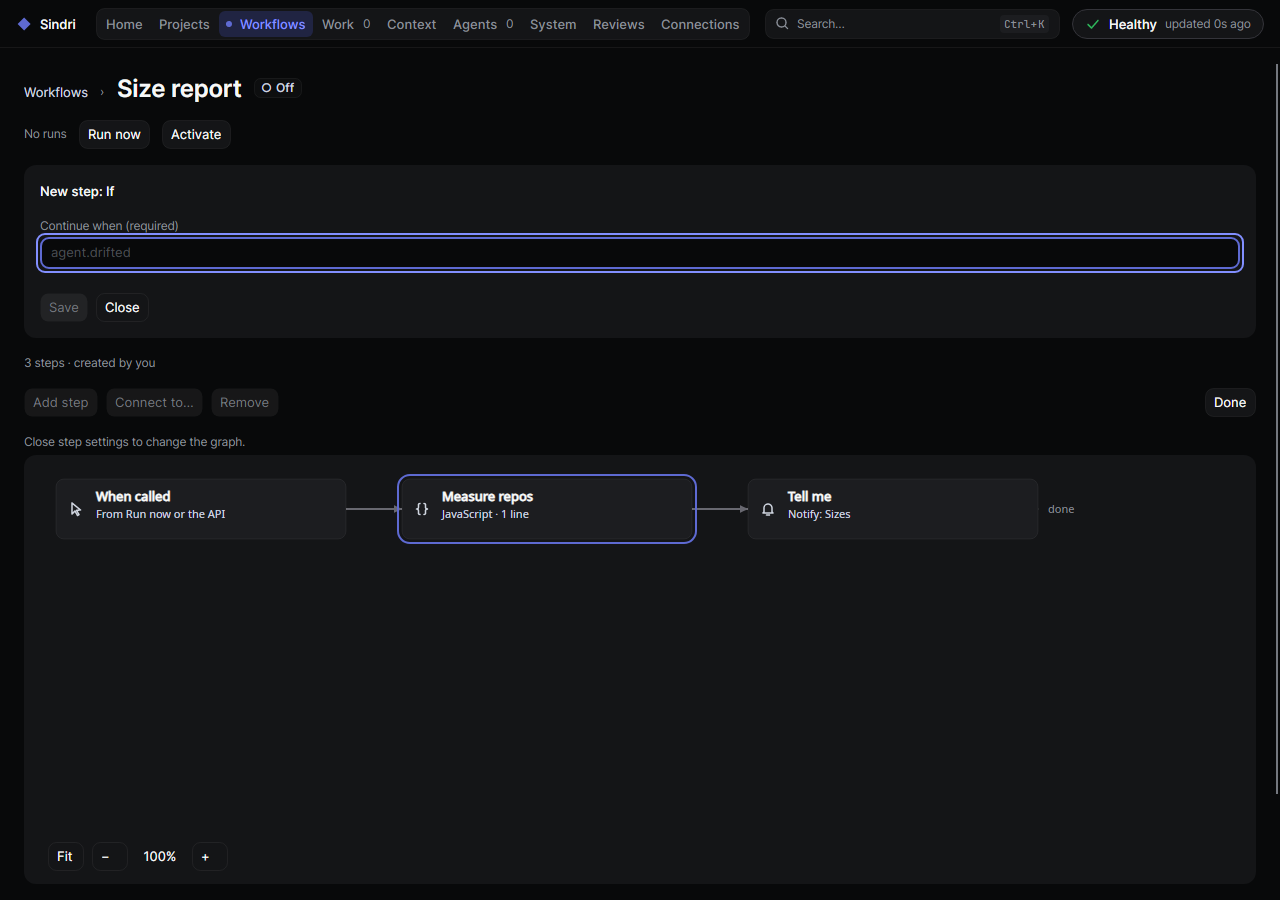 Sindri
Home Projects Workflows Work 0 Context Agents 0 System Reviews Connections
Search... Ctrl+K
Healthy updated 0s ago
Workflows › Size report Off
No runs Run now Activate
New step: If
Continue when (required)
agent.drifted
Save Close
3 steps · created by you
Add step Connect to... Remove Done
Close step settings to change the graph.
When called
From Run now or the API
{} Measure repos
JavaScript · 1 line
Tell me
Notify: Sizes
done
Fit − 100% +